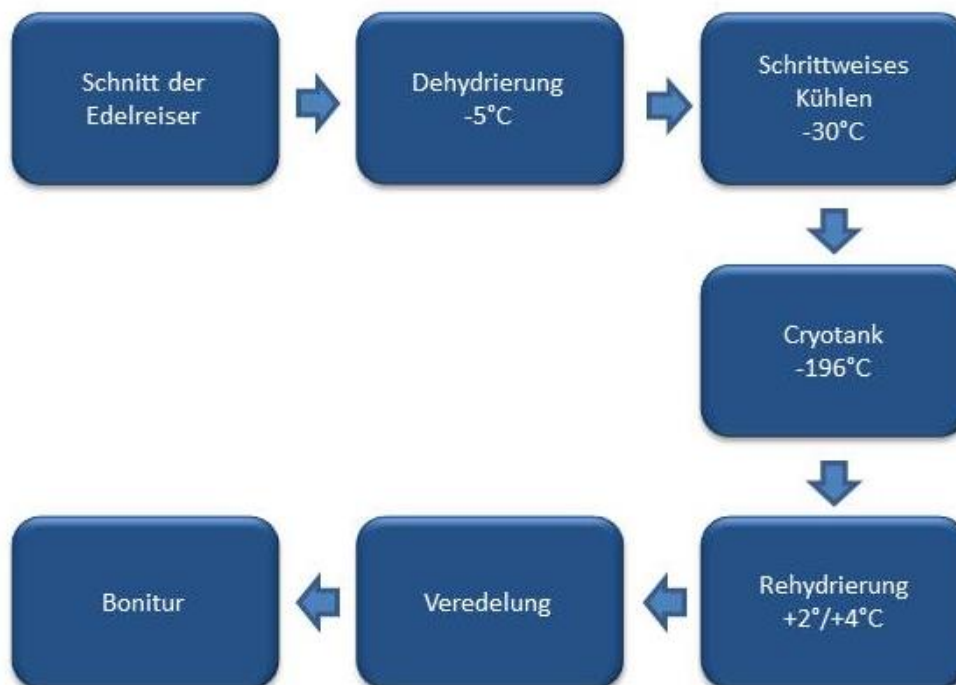 Schnitt der
Edelreiser
Dehydrierung
-5°C
Schrittweises
Kühlen
-30°C
Cryotank
-196°C
Rehydrierung
+2°/+4°C
Veredelung
Bonitur